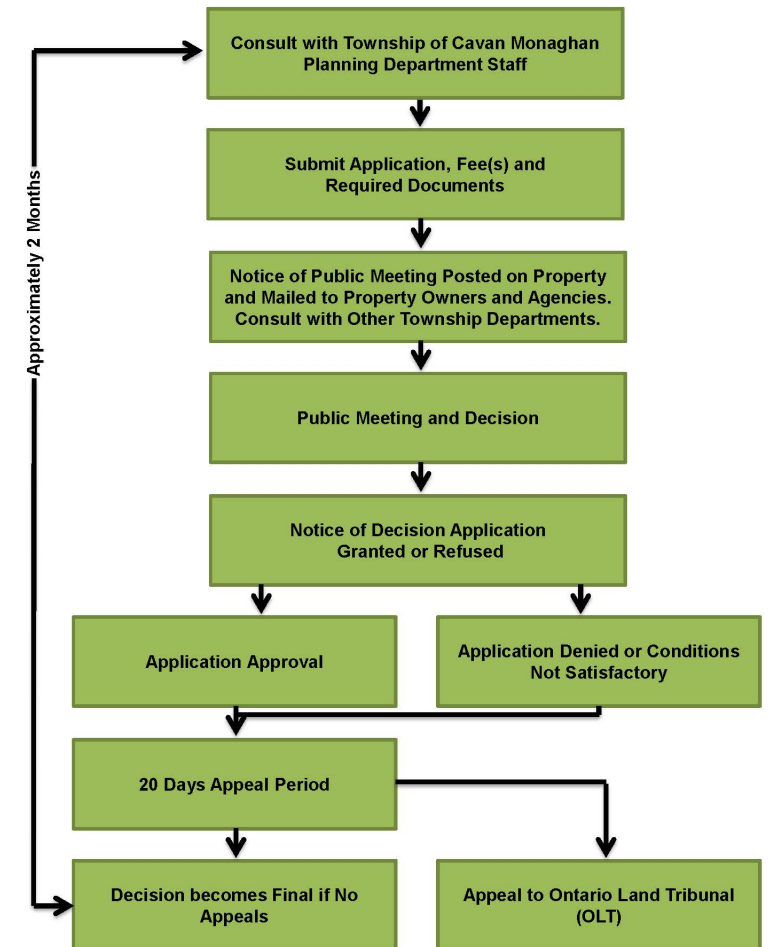 Consult with Township of Cavan Monaghan
Planning Department Staff
Submit Application, Fee(s) and
Required Documents
Approximately 2 Months
Notice of Public Meeting Posted on Property
and Mailed to Property Owners and Agencies.
Consult with Other Township Departments.
Public Meeting and Decision
Notice of Decision Application
Granted or Refused
Application Approval
Application Denied or Conditions
Not Satisfactory
20 Days Appeal Period
Decision becomes Final if No
Appeals
Appeal to Ontario Land Tribunal
(OLT)